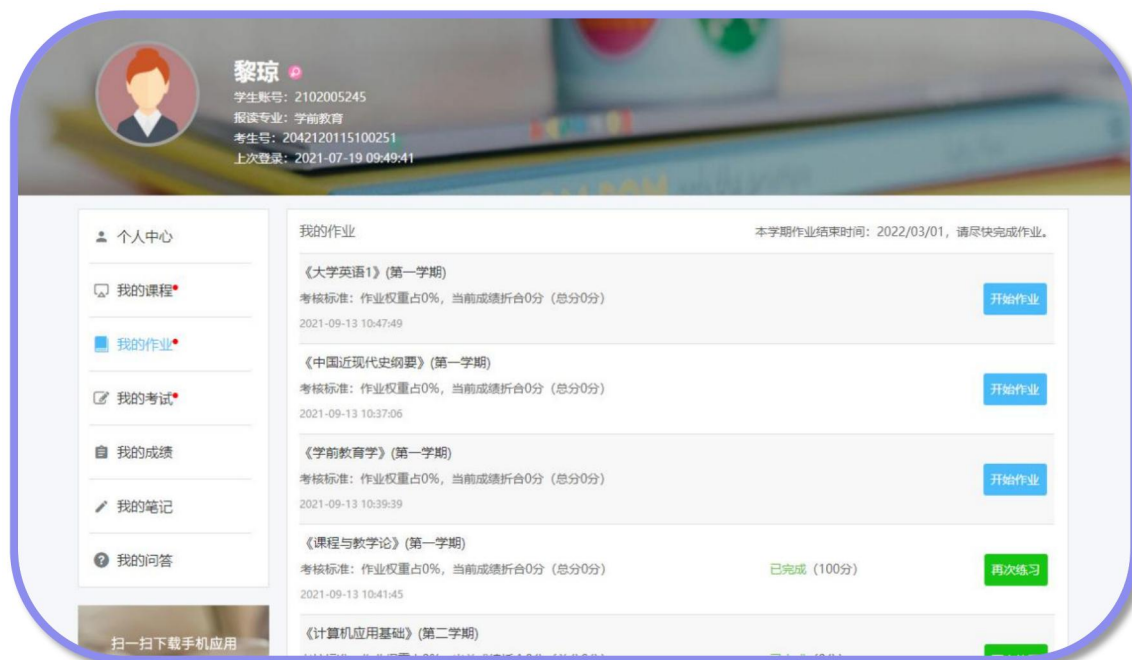 黎琼
学生账号：2102005245
报读专业：学前教育
考生号：2042120115100251
上次登录：2021-07-19 09:49:41
个人中心
我的课程
我的作业
我的考试
我的成绩
我的笔记
我的问答
扫一扫下载手机应用
我的作业
本学期作业结束时间：2022/03/01，请尽快完成作业。
《大学英语1》(第一学期)
考核标准：作业权重占0%，当前成绩折合0分（总分0分）
2021-09-13 10:47:49
开始作业
《中国近现代史纲要》(第一学期)
考核标准：作业权重占0%，当前成绩折合0分（总分0分）
2021-09-13 10:37:06
开始作业
《学前教育学》(第一学期)
考核标准：作业权重占0%，当前成绩折合0分（总分0分）
2021-09-13 10:39:39
开始作业
《课程与教学论》(第一学期)
考核标准：作业权重占0%，当前成绩折合0分（总分0分）
已完成（100分）
2021-09-13 10:41:45
再次练习
《计算机应用基础》(第二学期)